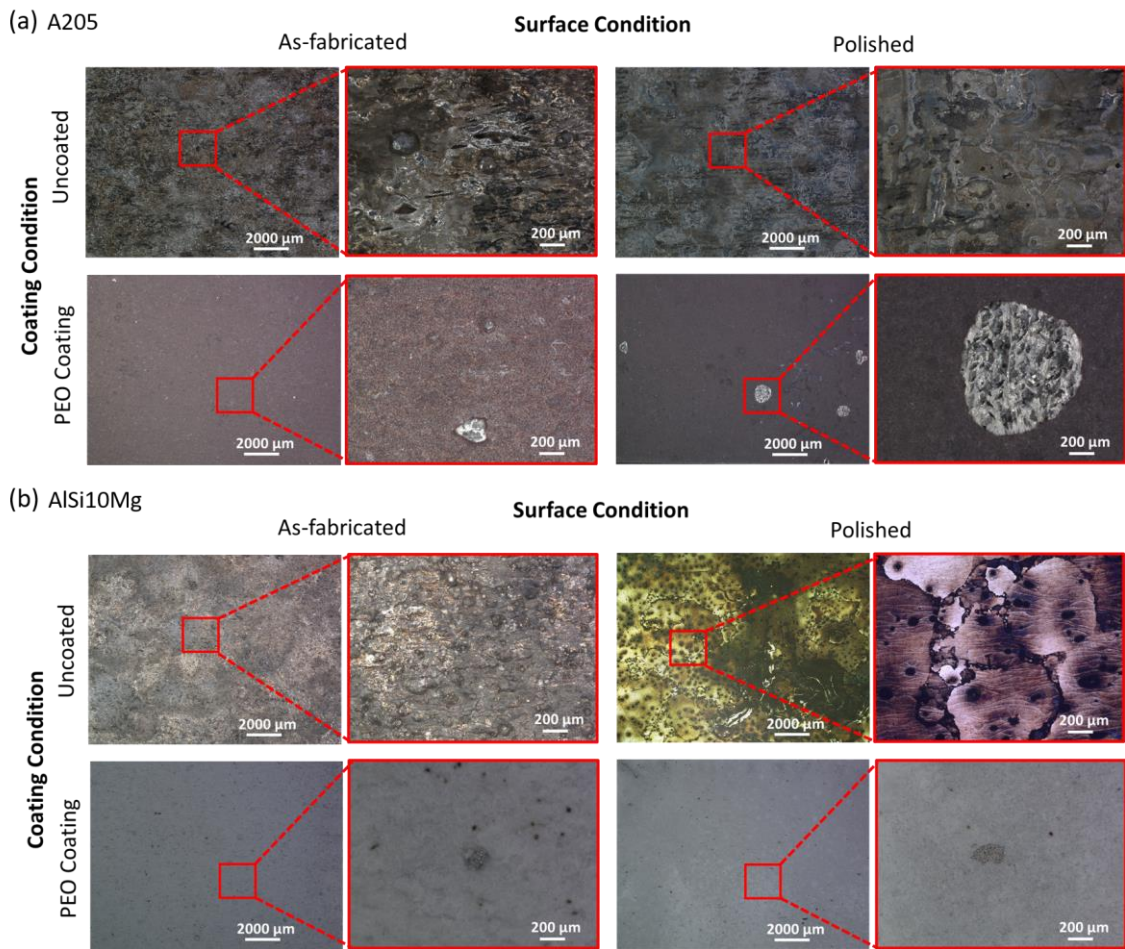 (a) A205
Surface Condition
As-fabricated
Polished
Coating Condition
Uncoated
2000 µm
200 µm
2000 µm
200 µm
PEO Coating
2000 µm
200 µm
2000 µm
200 µm
(b) AlSi10Mg
Surface Condition
As-fabricated
Polished
Coating Condition
Uncoated
2000 µm
200 µm
2000 µm
200 µm
PEO Coating
2000 µm
200 µm
2000 µm
200 µm